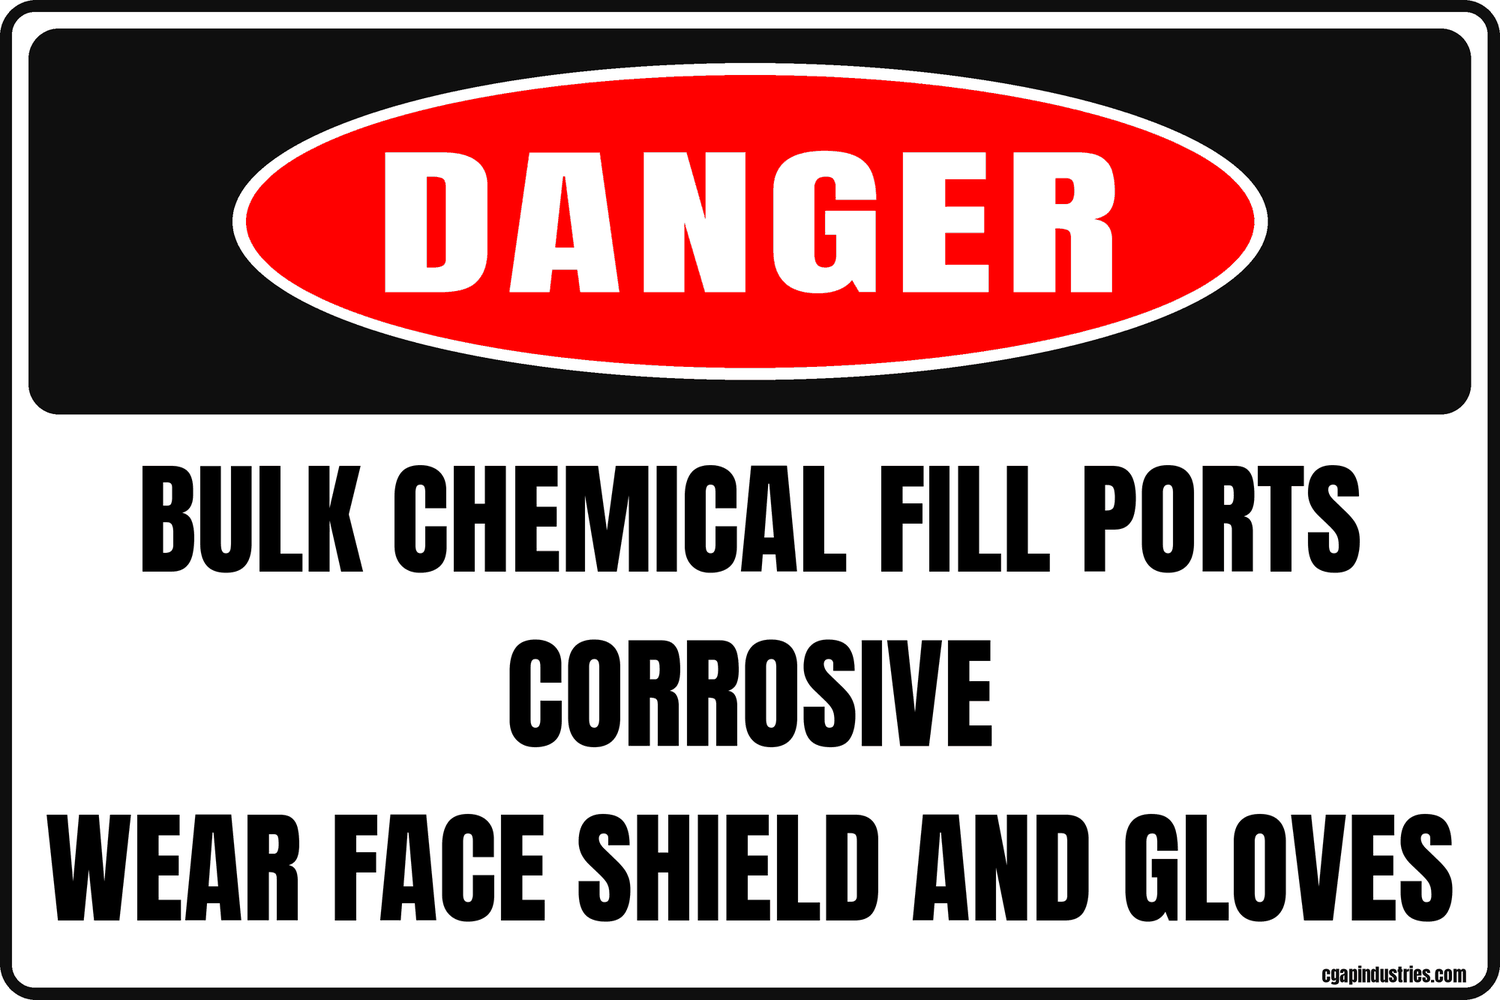 DANGER
BULK CHEMICAL FILL PORTS
CORROSIVE
WEAR FACE SHIELD AND GLOVES
cgapindustries.com